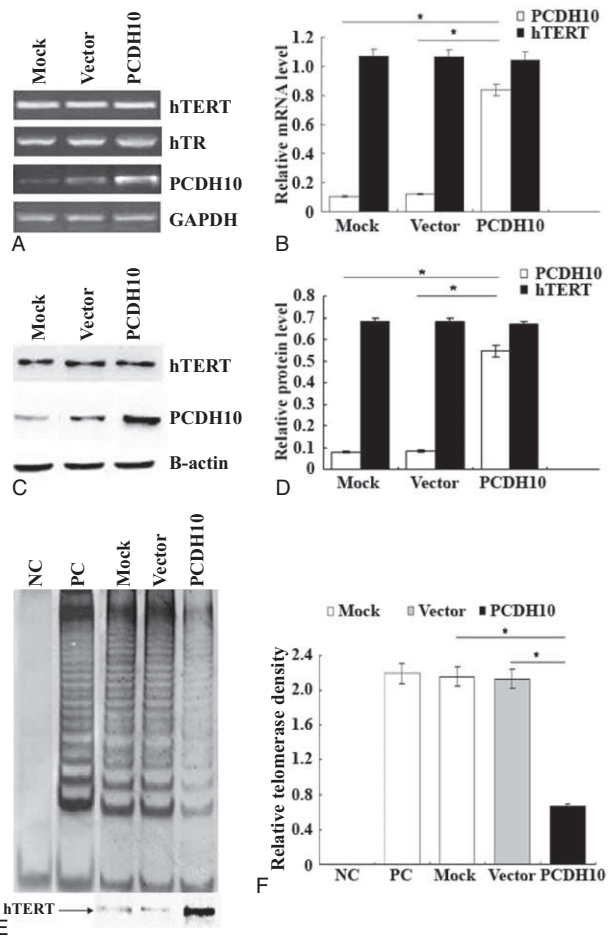 Mock Vector PCDH10
hTERT
hTR
PCDH10
GAPDH
A
PCDH10
hTERT
* *
Relative mRNA level
1.2
1.0
0.8
0.6
0.4
0.2
0
Mock Vector PCDH10
B
Mock Vector PCDH10
hTERT
PCDH10
B-actin
C
PCDH10
hTERT
* *
Relative protein level
0.8
0.7
0.6
0.5
0.4
0.3
0.2
0.1
0
Mock Vector PCDH10
D
NC PC Mock Vector PCDH10
hTERT
E
Mock Vector PCDH10
* *
Relative telomerase density
2.4
2.0
1.6
1.2
0.8
0.4
0
NC PC Mock Vector PCDH10
F